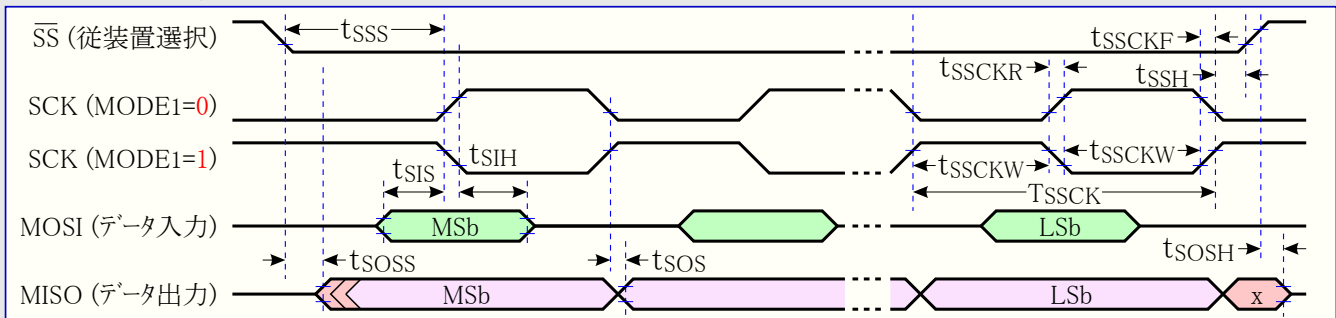 SS (従装置選択)
tSSS
tSSCKF
tSSCKR
tSSH
SCK (MODE1=0)
SCK (MODE1=1)
tSIH
tSIS
tSSCKW
tSSCKW
TSSCK
MOSI (データ入力)
MSb
LSb
tSOSH
tSOSS
tSOS
MISO (データ出力)
MSb
LSb
x